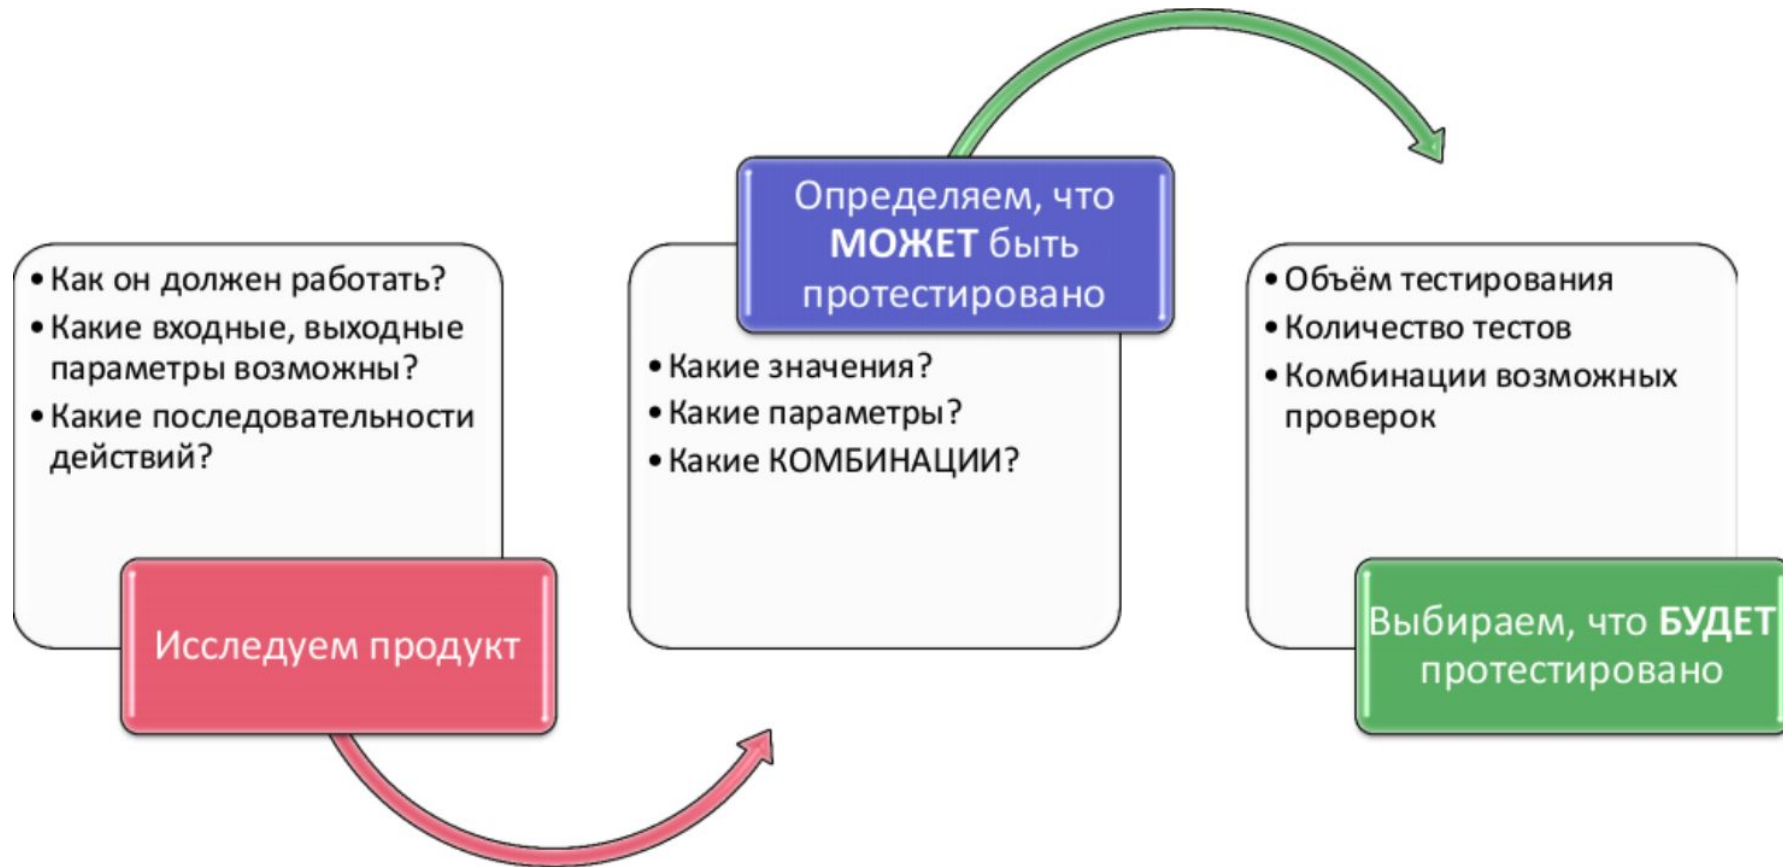 • Как он должен работать?
• Какие входные, выходные
параметры возможны?
• Какие последовательности
действий?
Исследуем продукт
Определяем, что
МОЖЕТ быть
протестировано
• Какие значения?
• Какие параметры?
• Какие КОМБИНАЦИИ?
• Объём тестирования
• Количество тестов
• Комбинации возможных
проверок
Выбираем, что БУДЕТ
протестировано